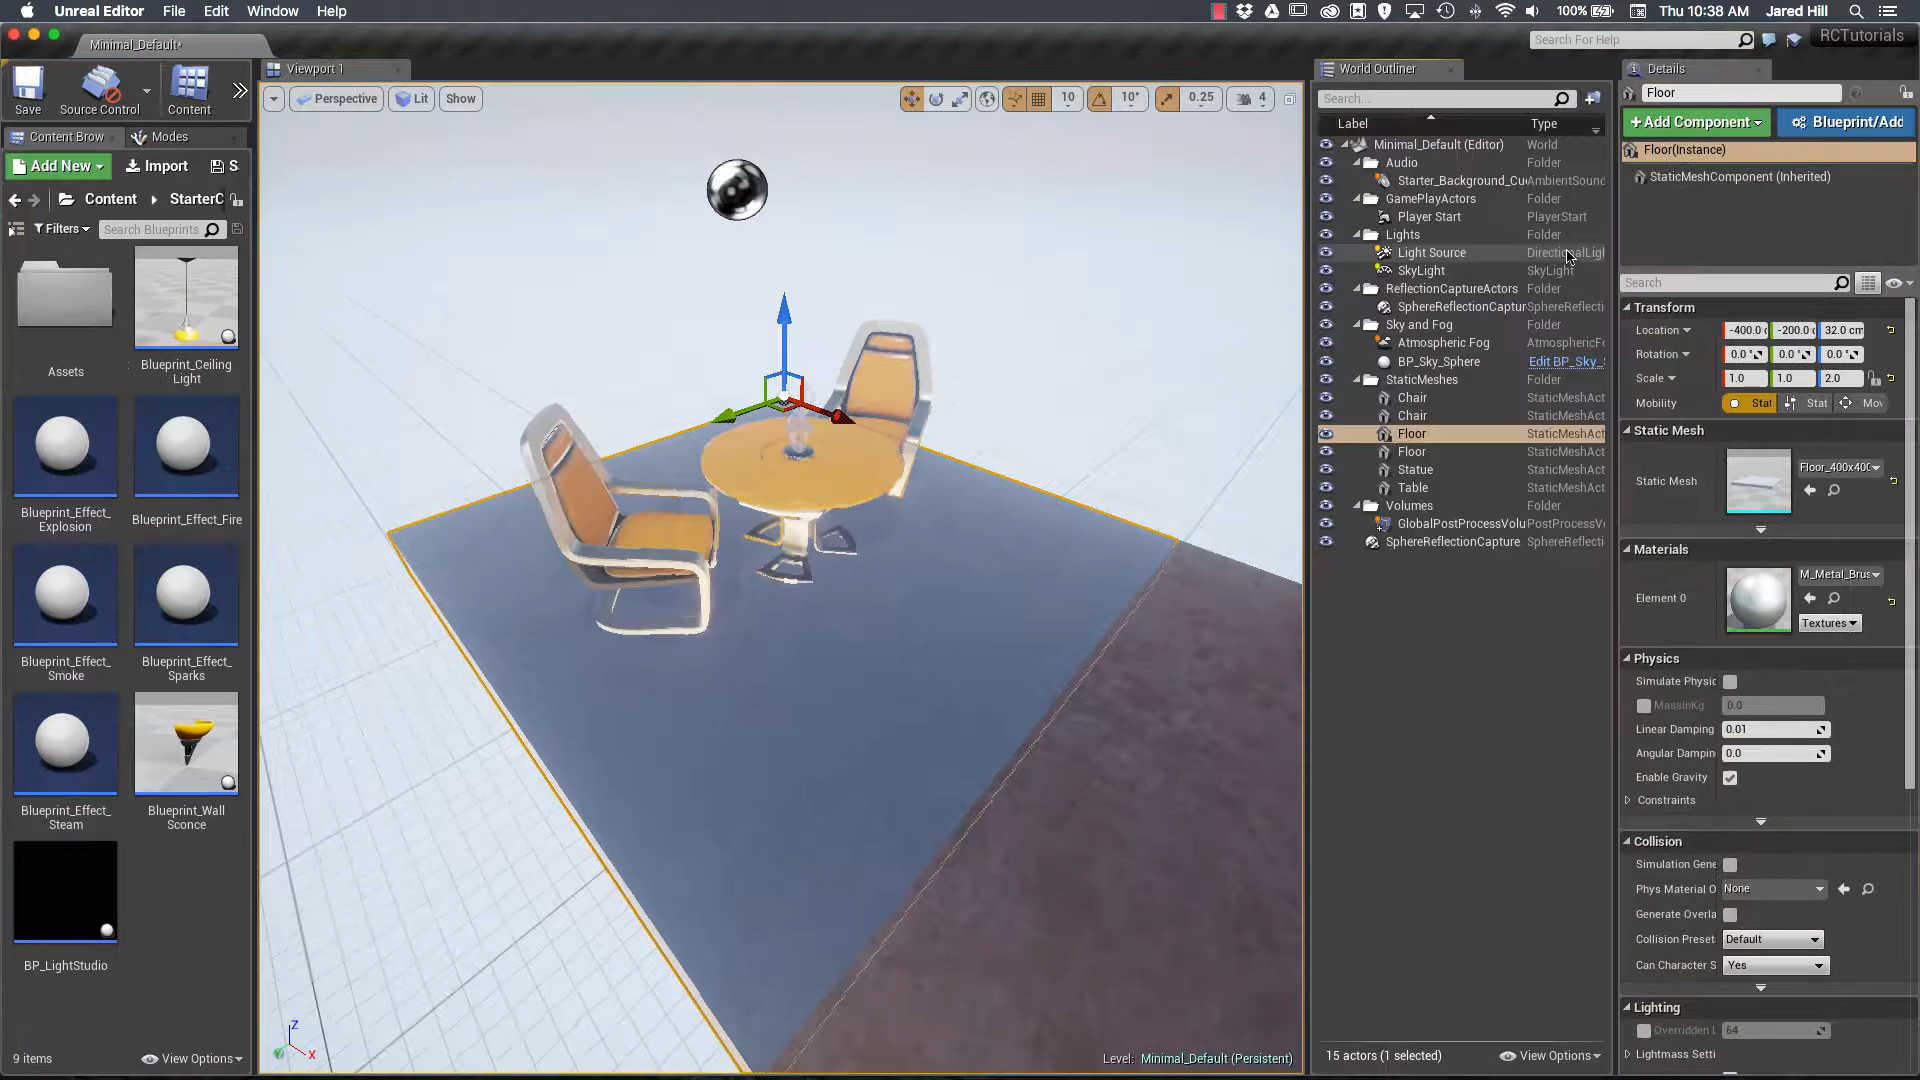 Unreal Editor File Edit Window Help
100% Thu 10:38 AM Jared Hill
Minimal_Default*
Search For Help
RCTutorials
Save
Source Control
Content
Viewport 1
World Outliner
Details
Perspective
Lit
Show
10
10°
0.25
4
Search...
Floor
Content Brow
Modes
Label
Type
+Add Component
Blueprint/Add
Add New
Import
S
Minimal_Default (Editor) World
Floor(Instance)
Audio Folder
StaticMeshComponent (Inherited)
Starter_Background_Cu AmbientSound
Content
StarterC
GamePlayActors Folder
Player Start PlayerStart
Filters
Search Blueprints
Lights Folder
Light Source DirectionalLigh
SkyLight SkyLight
Search
ReflectionCaptureActors Folder
SphereReflectionCaptur SphereReflecti
Transform
Sky and Fog Folder
Location -400.0 -200.0 32.0 cm
Atmospheric Fog AtmosphericFo
Rotation 0.0 ° 0.0 ° 0.0 °
BP_Sky_Sphere Edit BP_Sky_
Assets
Blueprint_Ceiling
Light
StaticMeshes Folder
Scale 1.0 1.0 2.0
Chair StaticMeshAct
Mobility Stat Stat Mov
Chair StaticMeshAct
Floor StaticMeshAct
Static Mesh
Floor StaticMeshAct
Statue StaticMeshAct
Static Mesh Floor_400x400
Table StaticMeshAct
Volumes Folder
Blueprint_Effect_
Explosion
Blueprint_Effect_Fire
GlobalPostProcessVolu PostProcessVo
SphereReflectionCapture SphereReflecti
Materials
M_Metal_Brus
Element 0
Textures
Blueprint_Effect_
Smoke
Blueprint_Effect_
Sparks
Physics
Simulate Physic
MassInKg 0.0
Linear Damping 0.01
Angular Dampin 0.0
Enable Gravity
Constraints
Blueprint_Effect_
Steam
Blueprint_Wall
Sconce
Collision
Simulation Gene
Phys Material O None
Generate Overla
Collision Preset Default
Can Character S Yes
BP_LightStudio
Lighting
Z
X
Overridden L 64
9 items
View Options
Level: Minimal_Default (Persistent)
15 actors (1 selected)
View Options
Lightmass Setti